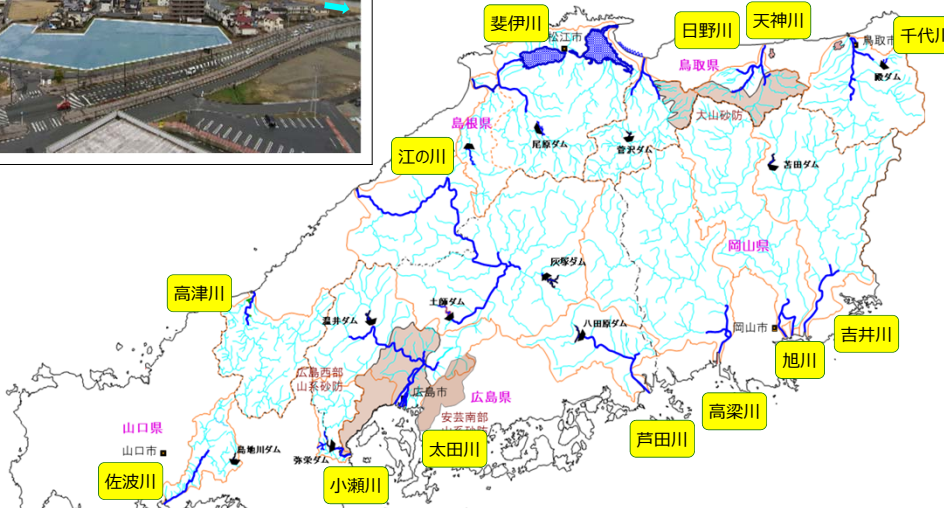 斐伊川
日野川
天神川
千代川
松江市
鳥取県
鳥取市
殿ダム
大山砂防
島根県
尾原ダム
菅沢ダム
苫田ダム
江の川
岡山県
灰塚ダム
高津川
土師ダム
温井ダム
八田原ダム
岡山市
吉井川
旭川
広島西部
山系砂防
広島市
広島県
安芸南部
山系砂防
高梁川
芦田川
太田川
山口県
山口市
島地川ダム
弥栄ダム
佐波川
小瀬川